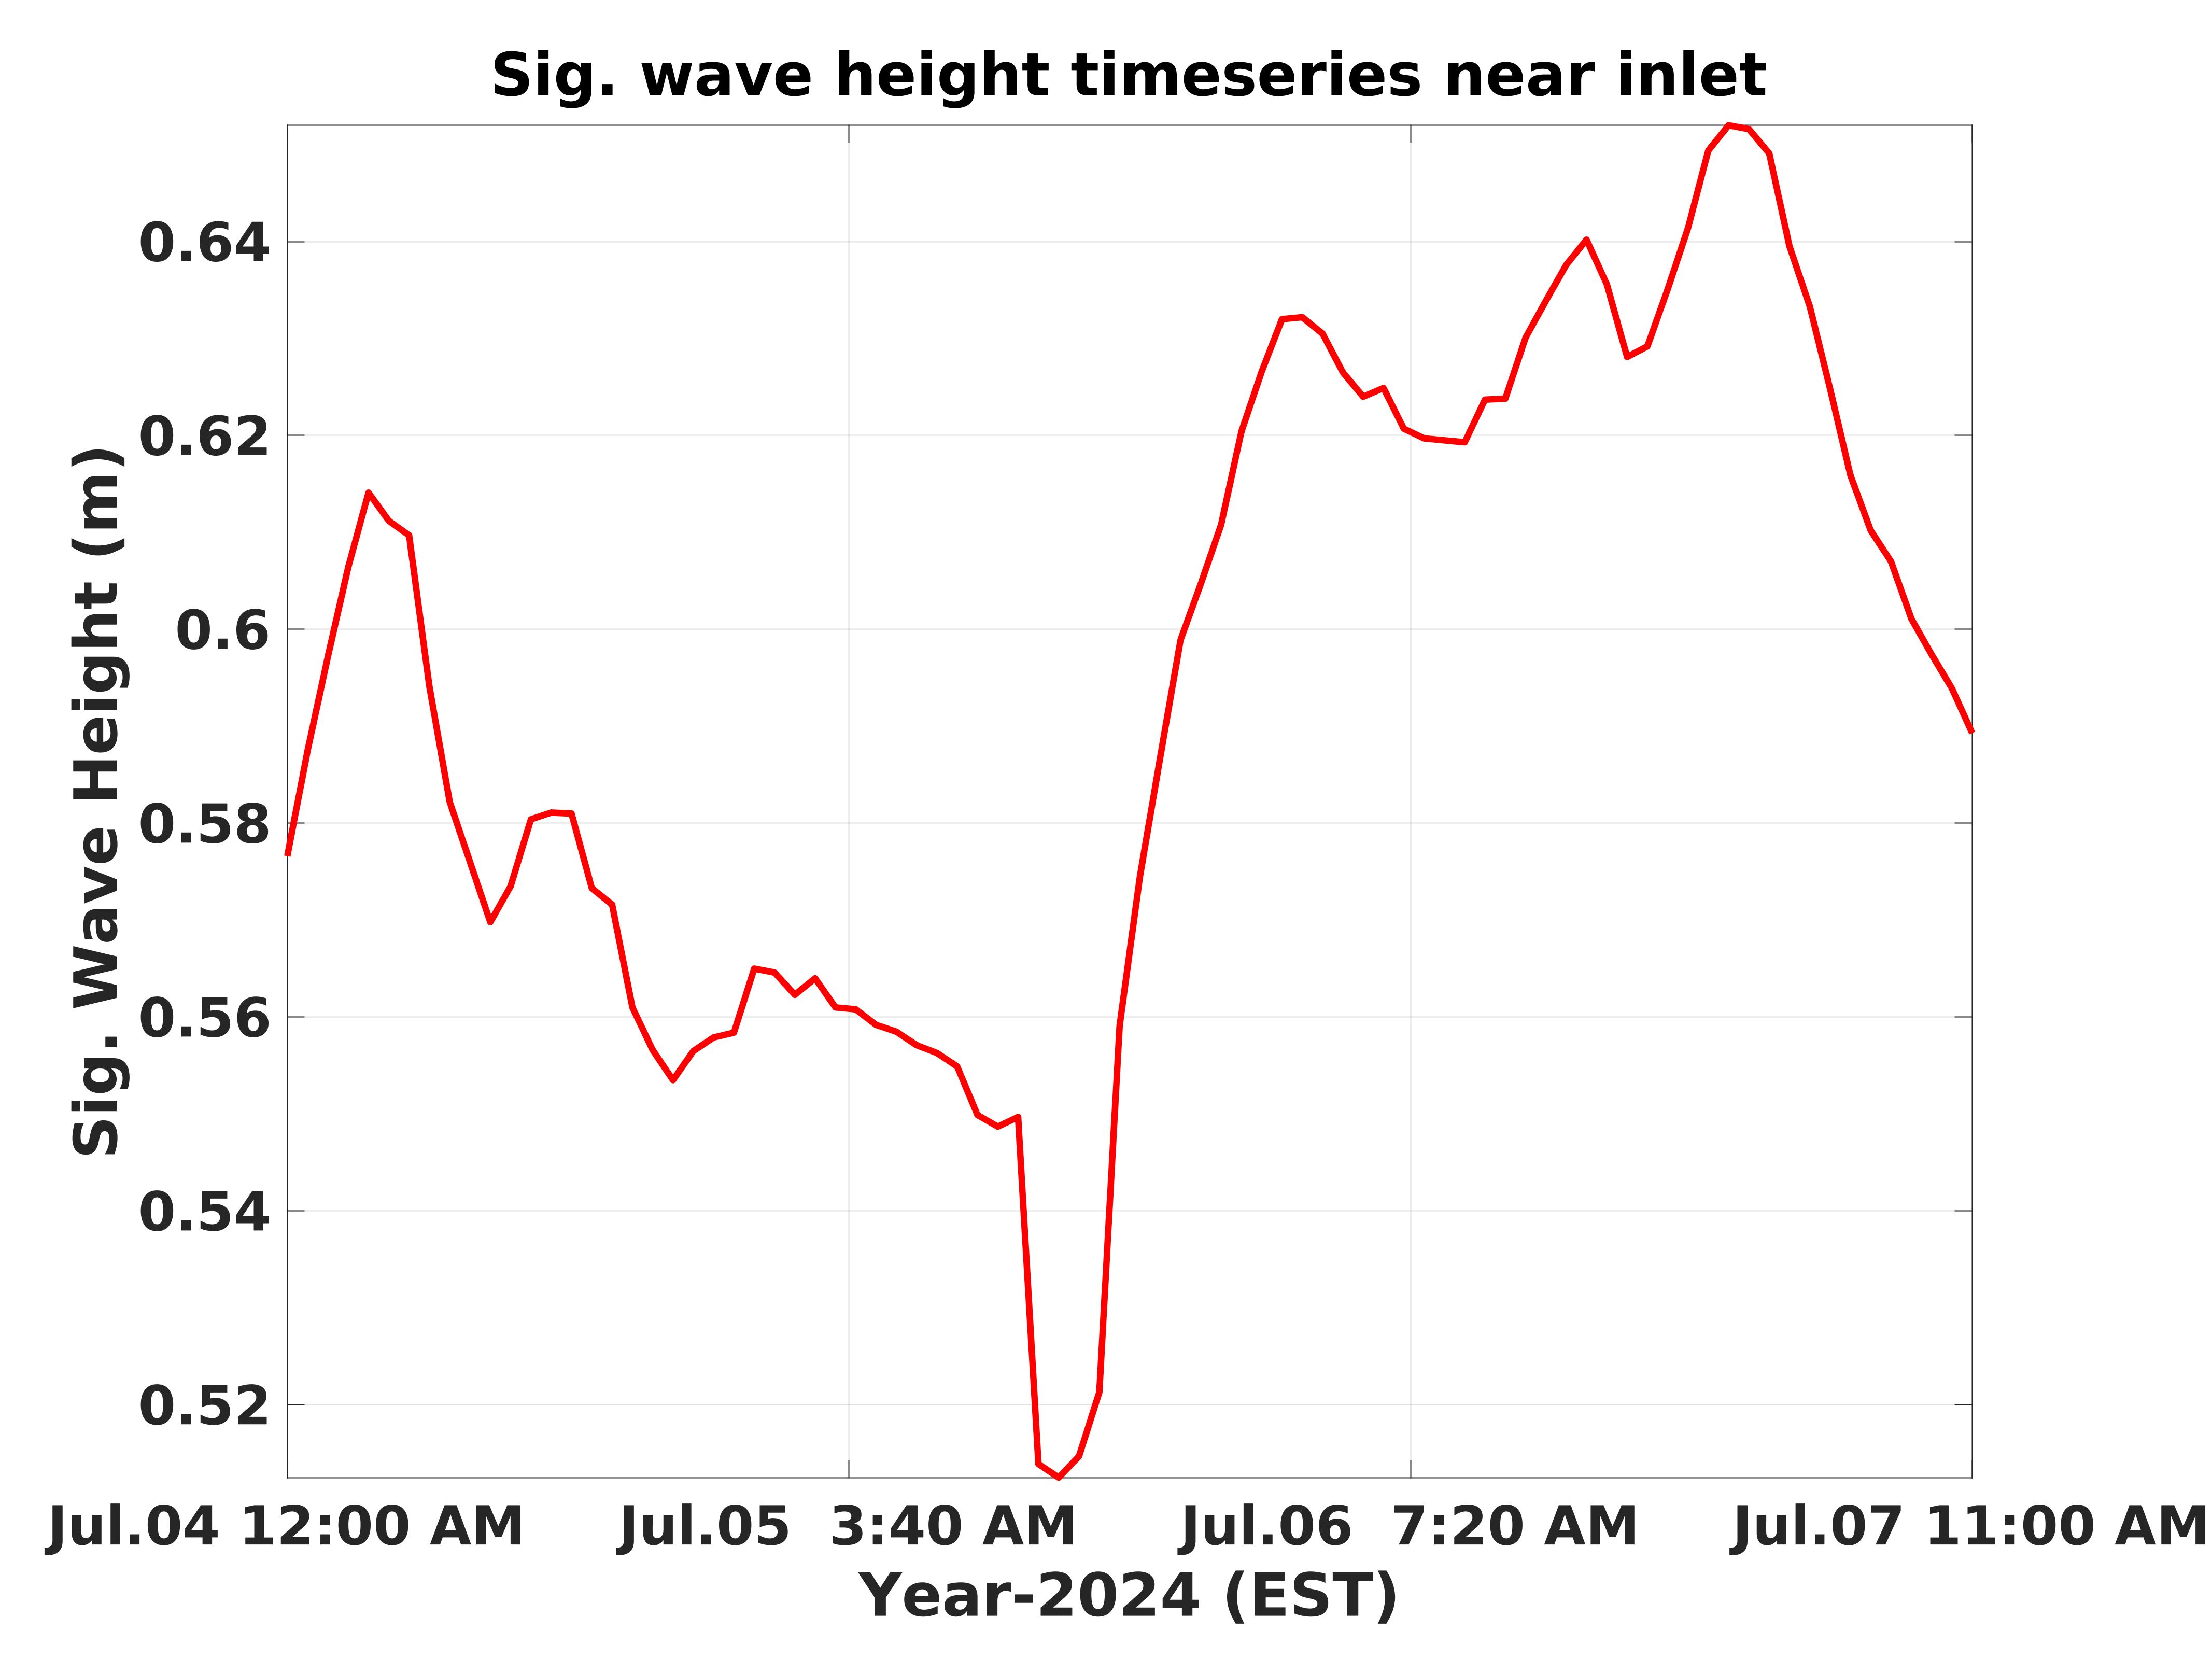 Sig. wave height timeseries near inlet
Sig. Wave Height (m)
0.64
0.62
0.6
0.58
0.56
0.54
0.52
Jul.04 12:00 AM Jul.05 3:40 AM Jul.06 7:20 AM Jul.07 11:00 AM
Year-2024 (EST)